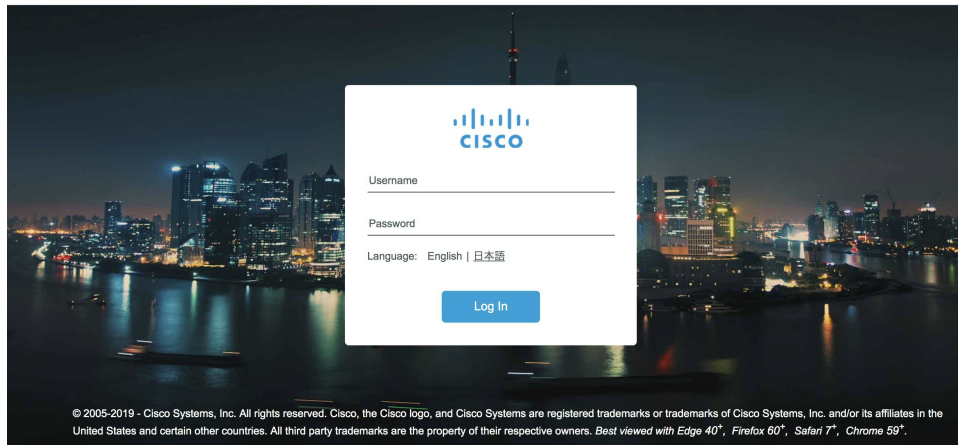 CISCO
Username
Password
Language: English | 日本語
Log In
© 2005-2019 - Cisco Systems, Inc. All rights reserved. Cisco, the Cisco logo, and Cisco Systems are registered trademarks or trademarks of Cisco Systems, Inc. and/or its affiliates in the
United States and certain other countries. All third party trademarks are the property of their respective owners. Best viewed with Edge 40+, Firefox 60+, Safari 7+, Chrome 59+.